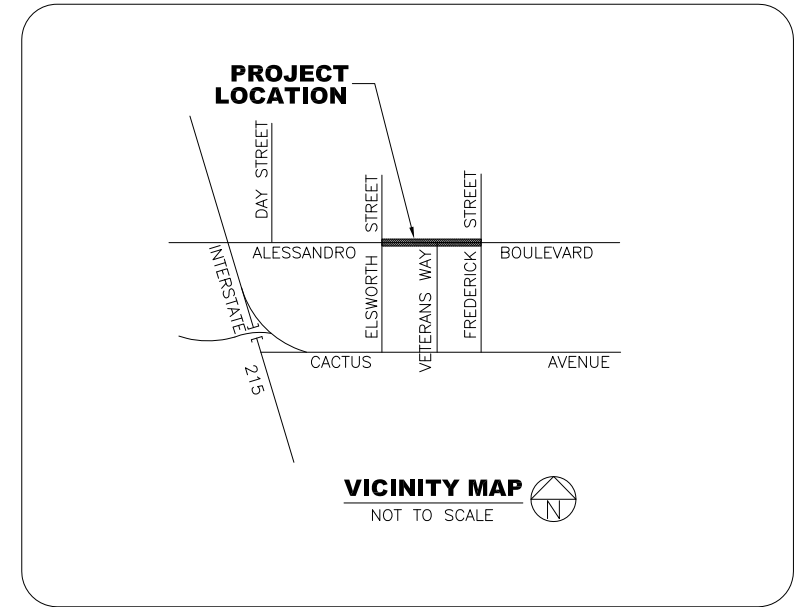 PROJECT
LOCATION
DAY STREET
STREET
STREET
ALESSANDRO
BOULEVARD
INTERSTATE
215
ELSWORTH
VETERANS WAY
FREDERICK
CACTUS
AVENUE
VICINITY MAP
NOT TO SCALE
N